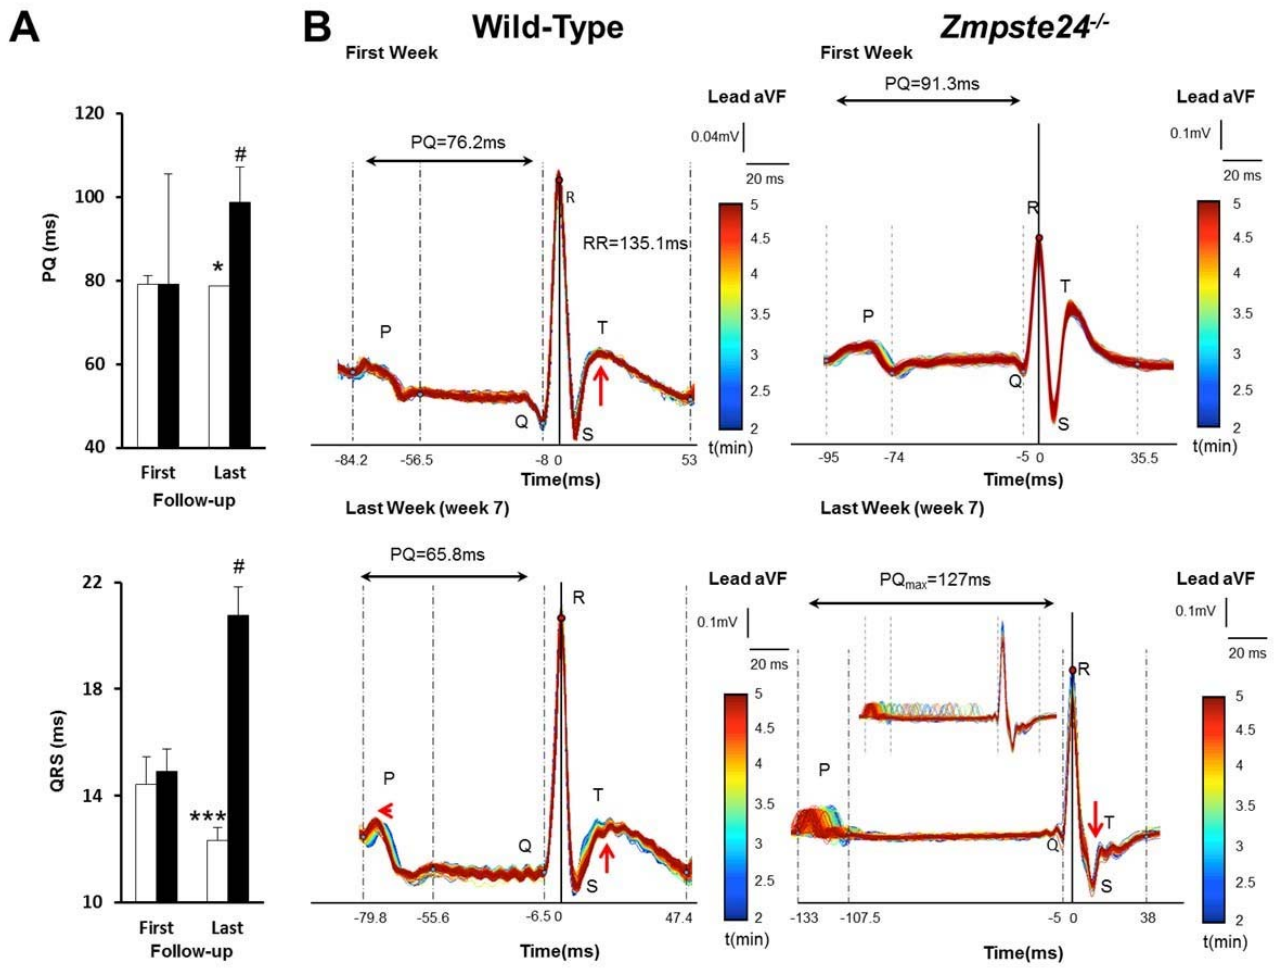 A
B
Wild-Type
Zmpste24-/-
First Week
First Week
120
100
80
60
40
PQ (ms)
#
*
First
Last
Follow-up
PQ=76.2ms
Lead aVF
0.04mV
20 ms
R
RR=135.1ms
P
T
Q
S
5
4.5
4
3.5
3
2.5
2
t(min)
-84.2
-56.5
-8
0
53
Time(ms)
PQ=91.3ms
Lead aVF
0.1mV
20 ms
R
P
T
Q
S
5
4.5
4
3.5
3
2.5
2
t(min)
-95
-74
-5
0
35.5
Time(ms)
Last Week (week 7)
Last Week (week 7)
22
18
14
10
QRS (ms)
#
***
First
Last
Follow-up
PQ=65.8ms
Lead aVF
0.1mV
20 ms
R
P
T
Q
S
5
4.5
4
3.5
3
2.5
2
t(min)
-79.8
-55.6
-6.5
0
47.4
Time(ms)
PQmax=127ms
Lead aVF
0.1mV
20 ms
R
P
T
Q
S
5
4.5
4
3.5
3
2.5
2
t(min)
-133
-107.5
-5
0
38
Time(ms)